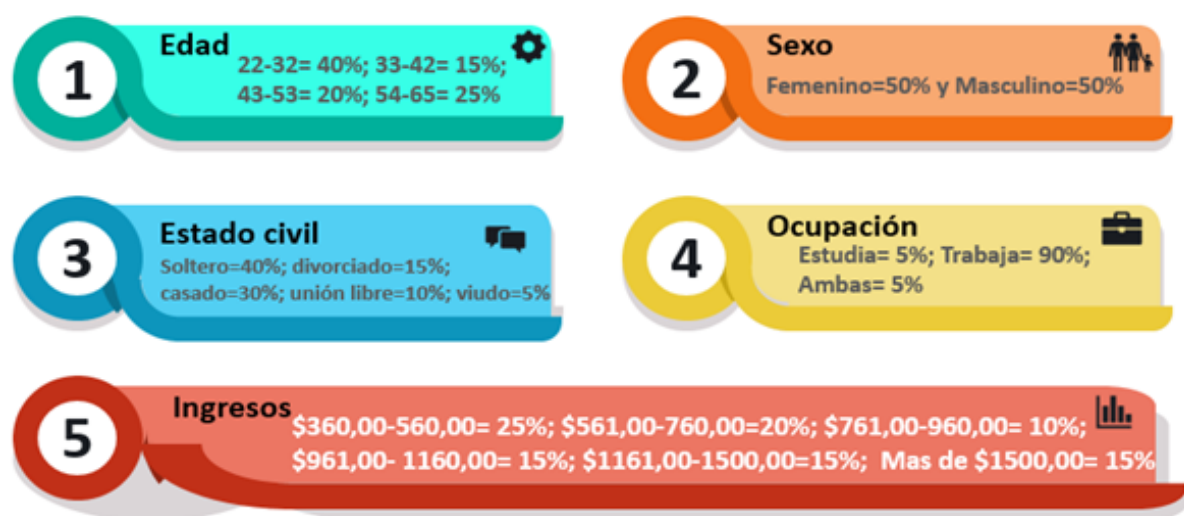 1
Edad
22-32= 40%; 33-42= 15%;
43-53= 20%; 54-65= 25%
2
Sexo
Femenino=50% y Masculino=50%
3
Estado civil
Soltero=40%; divorciado=15%;
casado=30%; unión libre=10%; viudo=5%
4
Ocupación
Estudia= 5%; Trabaja= 90%;
Ambas= 5%
5
Ingresos
$360,00-560,00= 25%; $561,00-760,00=20%; $761,00-960,00= 10%;
$961,00- 1160,00= 15%; $1161,00-1500,00=15%; Mas de $1500,00= 15%